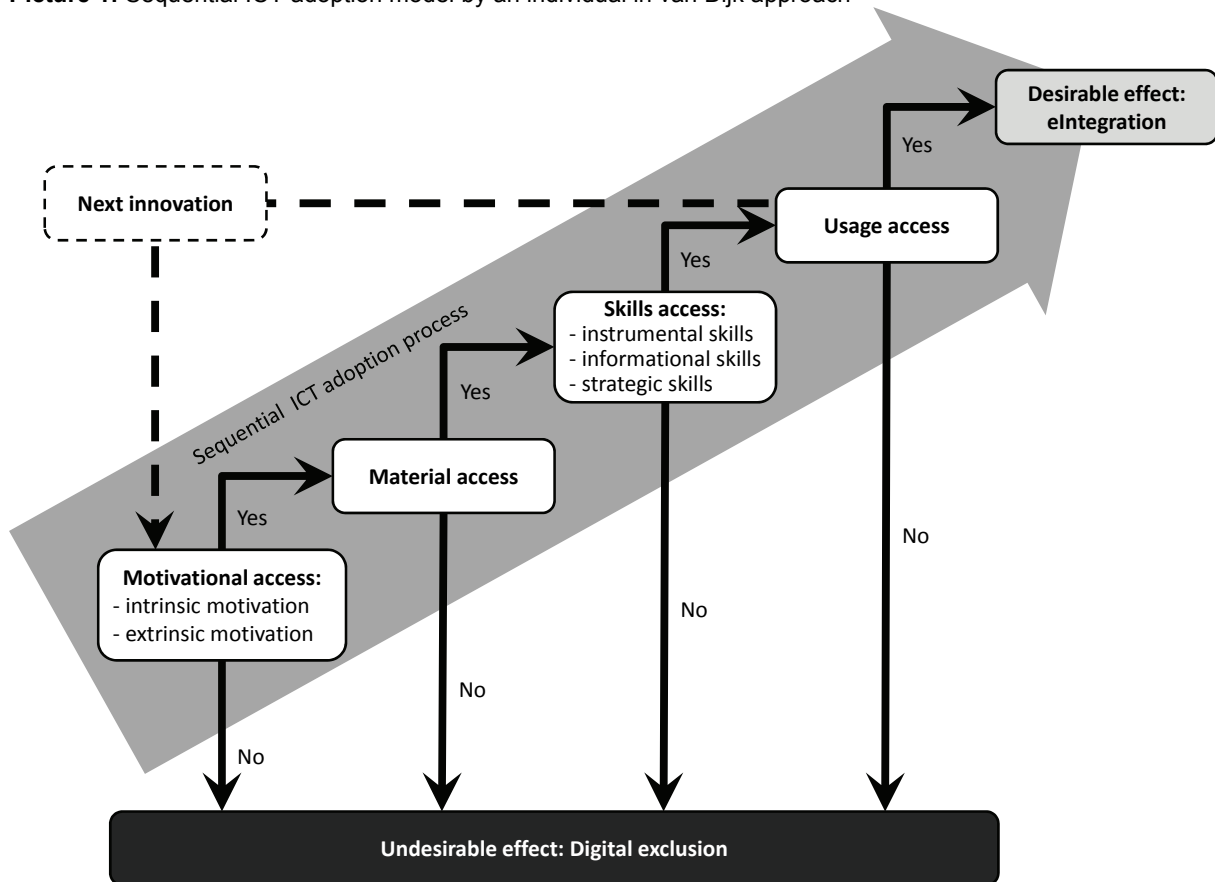 Picture 1. Sequential ICT adoption model by an individual in Van Dijk approach
Desirable effect:
eIntegration
Yes
Next innovation
Usage access
Yes
Skills access:
- instrumental skills
- informational skills
- strategic skills
Sequential ICT adoption process
Yes
Material access
Yes
No
Motivational access:
- intrinsic motivation
- extrinsic motivation
No
No
No
Undesirable effect: Digital exclusion